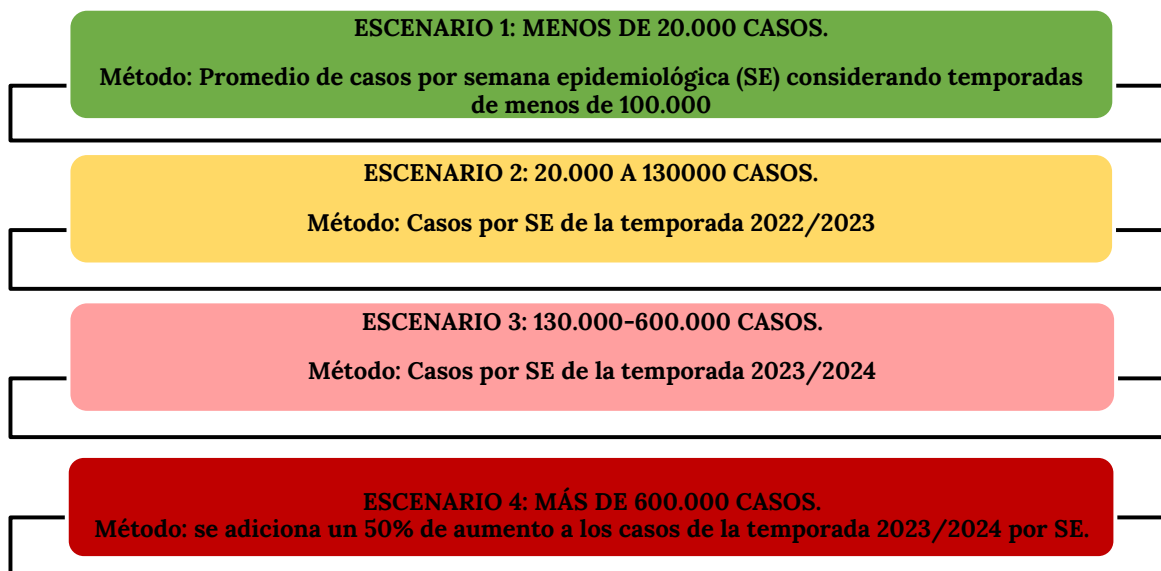 ESCENARIO 1: MENOS DE 20.000 CASOS.
Método: Promedio de casos por semana epidemiológica (SE) considerando temporadas
de menos de 100.000
ESCENARIO 2: 20.000 A 130000 CASOS.
Método: Casos por SE de la temporada 2022/2023
ESCENARIO 3: 130.000-600.000 CASOS.
Método: Casos por SE de la temporada 2023/2024
ESCENARIO 4: MÁS DE 600.000 CASOS.
Método: se adiciona un 50% de aumento a los casos de la temporada 2023/2024 por SE.